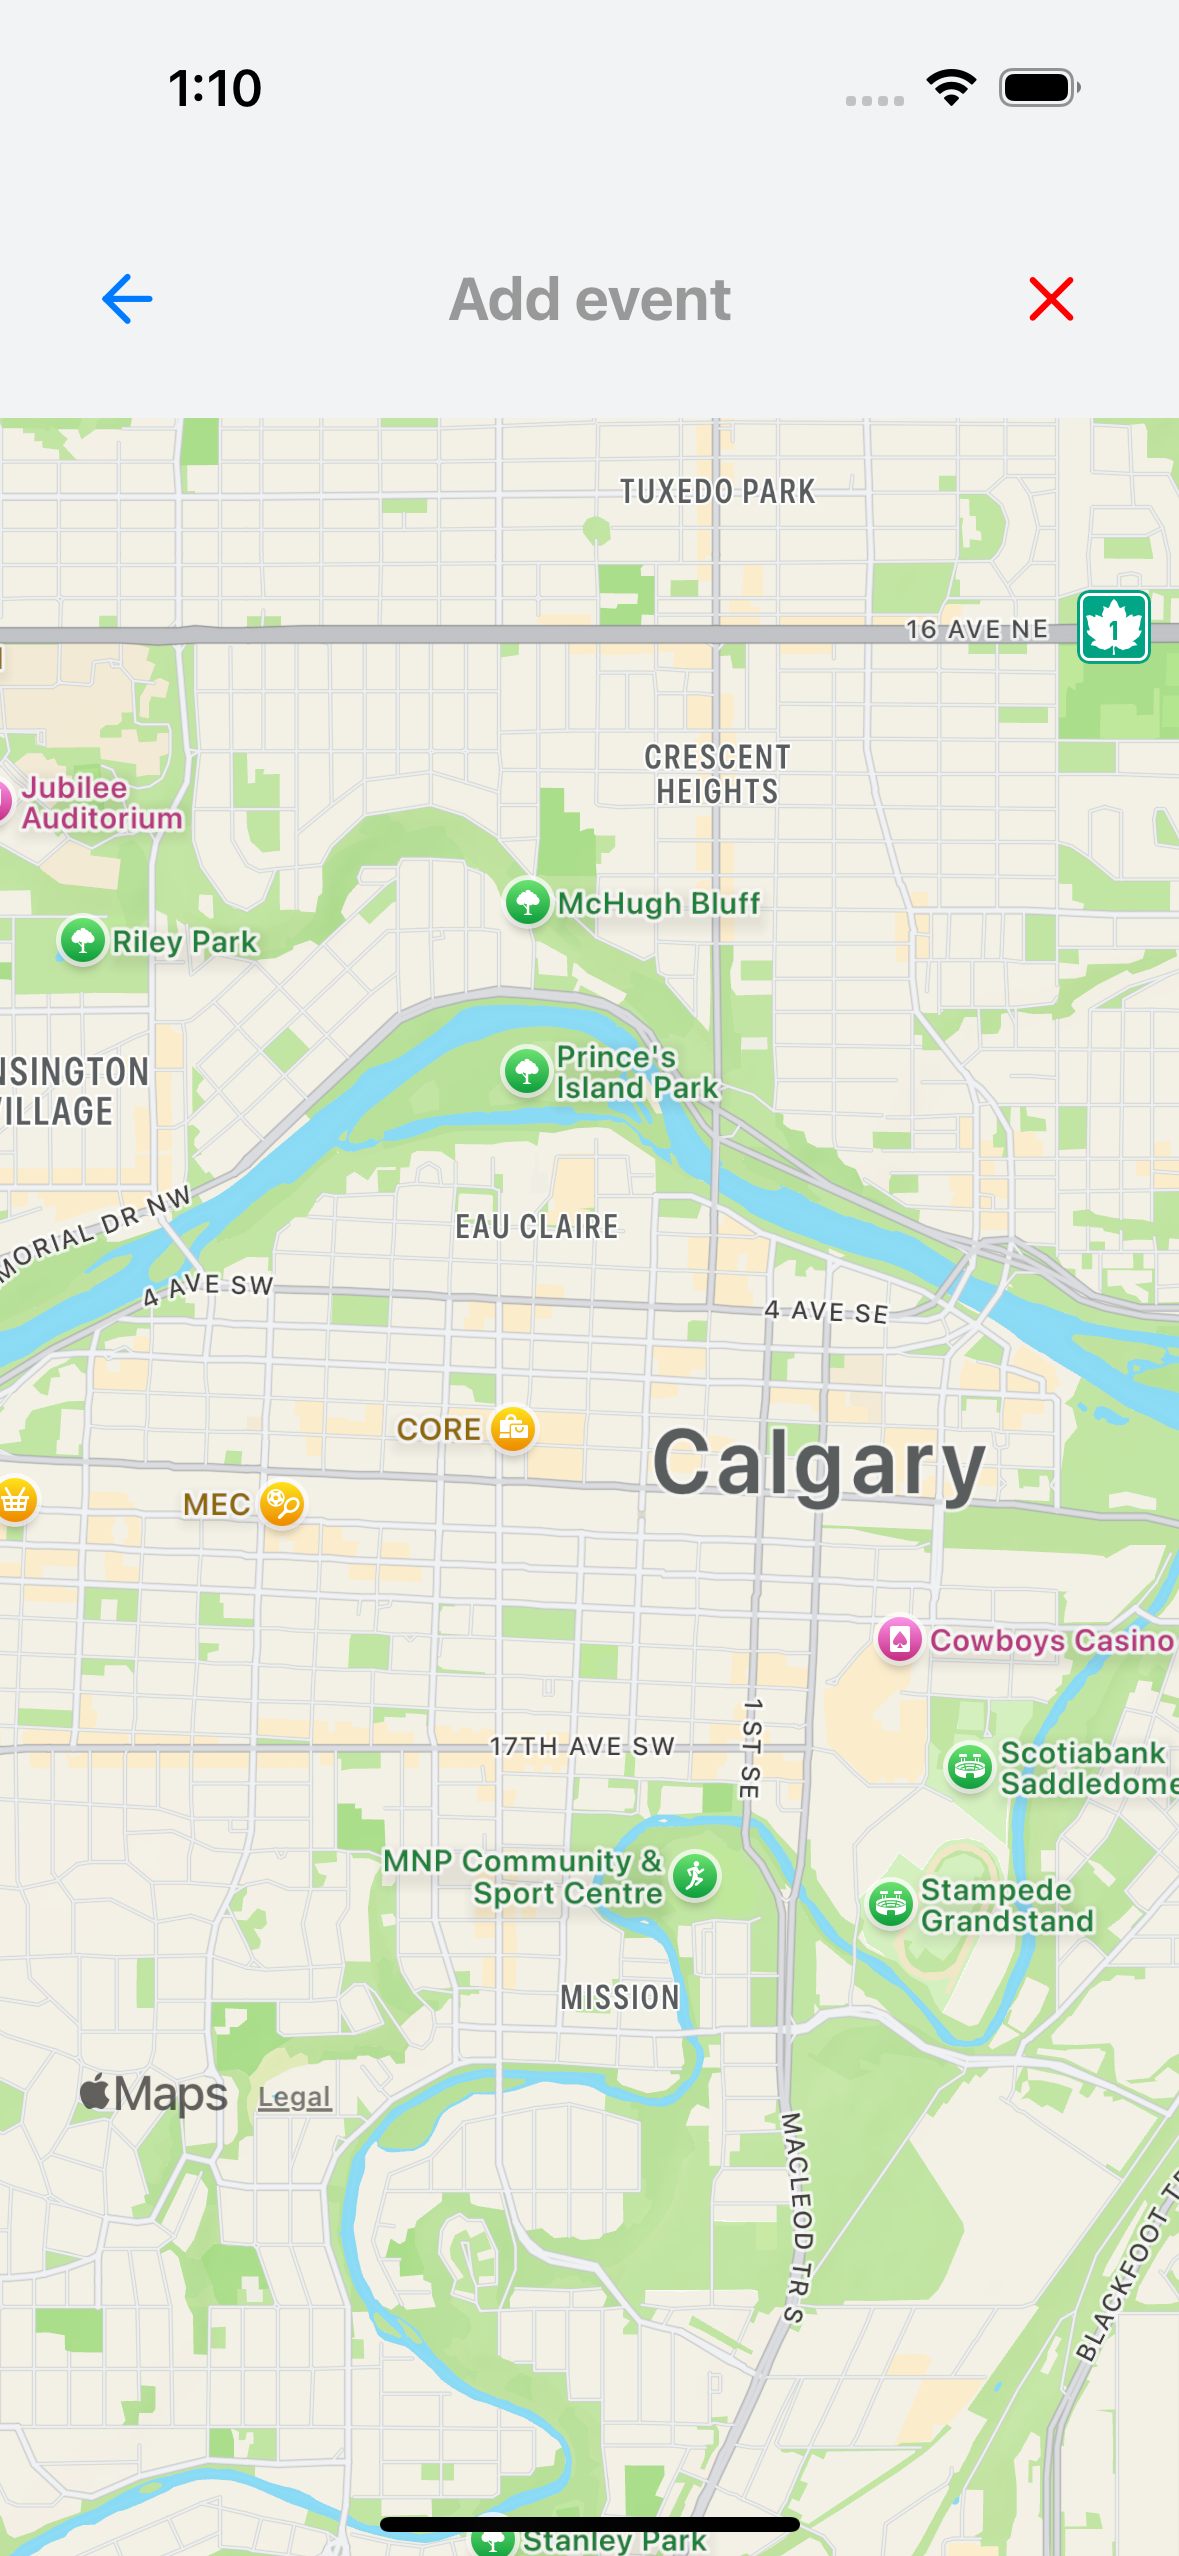 1:10
Add event
TUXEDO PARK
16 AVE NE
1
CRESCENT
HEIGHTS
Jubilee
Auditorium
McHugh Bluff
Riley Park
Prince's
Island Park
NSINGTON
VILLAGE
MORIAL DR NW
EAU CLAIRE
4 AVE SW
4 AVE SE
CORE
Calgary
MEC
Cowboys Casino
1 ST SE
17TH AVE SW
Scotiabank
Saddledome
MNP Community &
Sport Centre
Stampede
Grandstand
MISSION
Maps
Legal
MACLEOD TR S
BLACKFOOT TR
Stanley Park